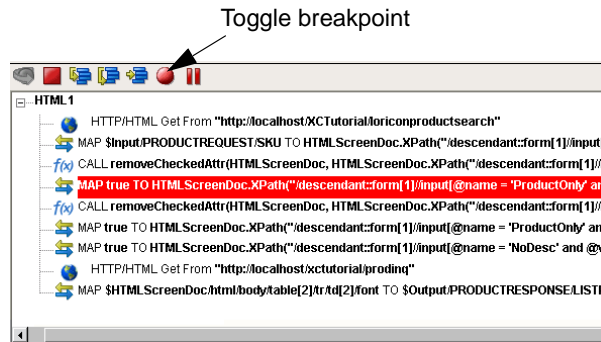 Toggle breakpoint
HTML1
HTTP/HTML Get From "http://localhost/XCTutorial/loriconproductsearch"
MAP $Input/PRODUCTREQUEST/SKU TO HTMLScreenDoc.XPath("/descendant::form[1]//input
f(x) CALL removeCheckedAttr(HTMLScreenDoc, HTMLScreenDoc.XPath("/descendant::form[1]//
MAP true TO HTMLScreenDoc.XPath("/descendant::form[1]//input[@name = 'ProductOnly' an
f(x) CALL removeCheckedAttr(HTMLScreenDoc, HTMLScreenDoc.XPath("/descendant::form[1]//
MAP true TO HTMLScreenDoc.XPath("/descendant::form[1]//input[@name = 'ProductOnly' an
MAP true TO HTMLScreenDoc.XPath("/descendant::form[1]//input[@name = 'NoDesc' and @v
HTTP/HTML Get From "http://localhost/xctutorial/prodinq"
MAP $HTMLScreenDoc/html/body/table[2]/tr/td[2]/font TO $Output/PRODUCTRESPONSE/LISTI